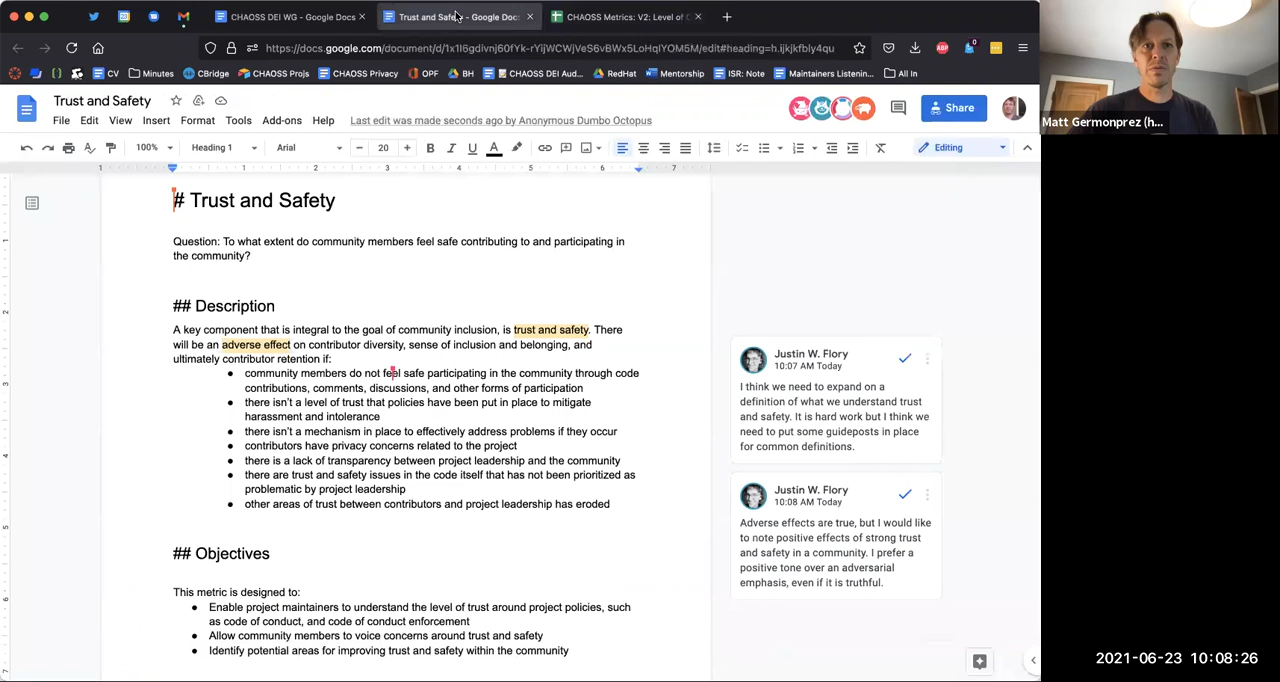 CHAOSS DEI WG - Google Docs
Trust and Safety - Google Doc
CHAOSS Metrics: V2: Level of
https://docs.google.com/document/d/1x1I6gdivnj60fYk-rYijWCWjVeS6vBWx5LoHqIYOM5M/edit#heading=h.ijkjkfbly4qu
CV Minutes CBridge CHAOSS Projs CHAOSS Privacy OPF BH CHAOSS DEI Aud... RedHat Mentorship ISR: Note Maintainers Listenin... All In
Matt Germonprez (h...
Trust and Safety
Share
File Edit View Insert Format Tools Add-ons Help Last edit was made seconds ago by Anonymous Dumbo Octopus
100% Heading 1 Arial 20 B I U A Editing
1 1 2 3 4 5 6 7
# Trust and Safety
Question: To what extent do community members feel safe contributing to and participating in
the community?
## Description
A key component that is integral to the goal of community inclusion, is trust and safety. There
will be an adverse effect on contributor diversity, sense of inclusion and belonging, and
ultimately contributor retention if:
● community members do not feel safe participating in the community through code
contributions, comments, discussions, and other forms of participation
● there isn't a level of trust that policies have been put in place to mitigate
harassment and intolerance
● there isn't a mechanism in place to effectively address problems if they occur
● contributors have privacy concerns related to the project
● there is a lack of transparency between project leadership and the community
● there are trust and safety issues in the code itself that has not been prioritized as
problematic by project leadership
● other areas of trust between contributors and project leadership has eroded
## Objectives
This metric is designed to:
● Enable project maintainers to understand the level of trust around project policies, such
as code of conduct, and code of conduct enforcement
● Allow community members to voice concerns around trust and safety
● Identify potential areas for improving trust and safety within the community
Justin W. Flory
10:07 AM Today
I think we need to expand on a
definition of what we understand trust
and safety. It is hard work but I think we
need to put some guideposts in place
for common definitions.
Justin W. Flory
10:08 AM Today
Adverse effects are true, but I would like
to note positive effects of strong trust
and safety in a community. I prefer a
positive tone over an adversarial
emphasis, even if it is truthful.
2021-06-23 10:08:26